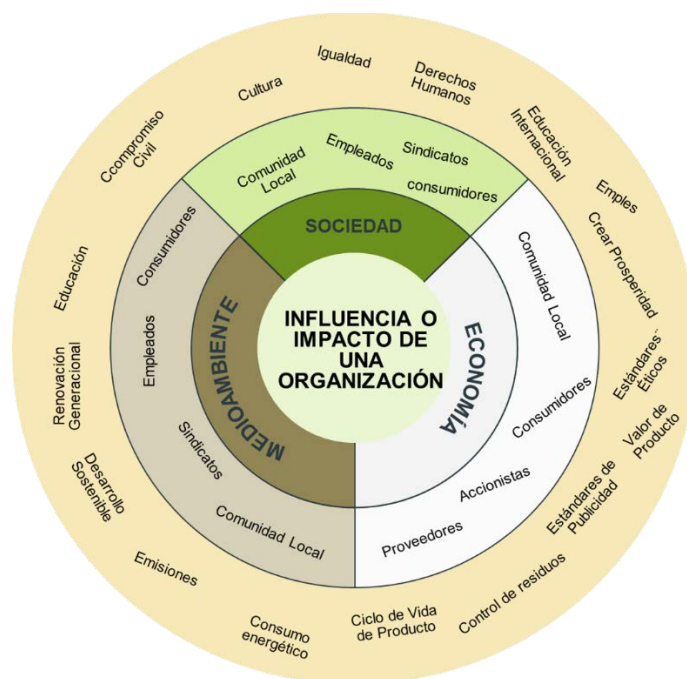 INFLUENCIA O
IMPACTO DE
UNA
ORGANIZACIÓN
SOCIEDAD
ECONOMÍA
MEDIOAMBIENTE
Comunidad
Local
Empleados
Sindicatos
consumidores
Comunidad Local
Consumidores
Accionistas
Proveedores
Comunidad Local
Sindicatos
Empleados
Consumidores
Igualdad
Derechos
Humanos
Educación
Internacional
Emples
Crear Prosperidad
Estándares
Éticos
Valor de
Producto
Estándares de
Publicidad
Control de residuos
Ciclo de Vida
de Producto
Consumo
energético
Emisiones
Desarrollo
Sostenible
Renovación
Generacional
Educación
Ccompromiso
Civil
Cultura